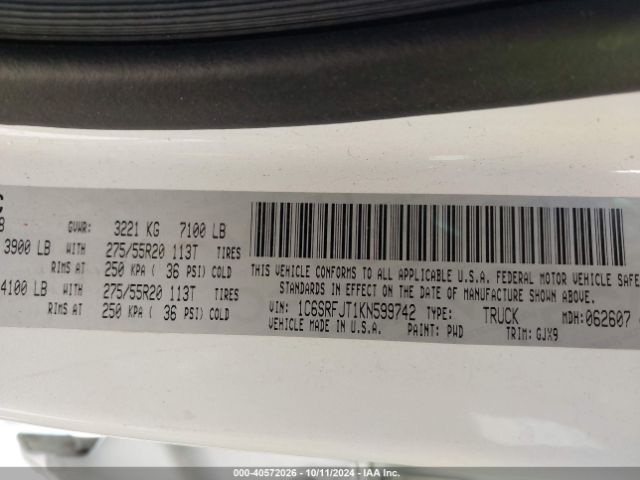 GVWR: 3221 KG 7100 LB
3900 LB WITH 275/55R20 113T TIRES
RIMS AT 250 KPA ( 36 PSI) COLD
4100 LB WITH 275/55R20 113T TIRES
RIMS AT 250 KPA ( 36 PSI) COLD
THIS VEHICLE CONFORMS TO ALL APPLICABLE U.S.A. FEDERAL MOTOR VEHICLE SAFE
STANDARDS IN EFFECT ON THE DATE OF MANUFACTURE SHOWN ABOVE.
VIN: 1C6SRFJT1KN599742 TYPE: TRUCK MDH:062607
VEHICLE MADE IN U.S.A. PAINT: PWD TRIM: GJX9
000-40572026 - 10/11/2024 - IAA Inc.